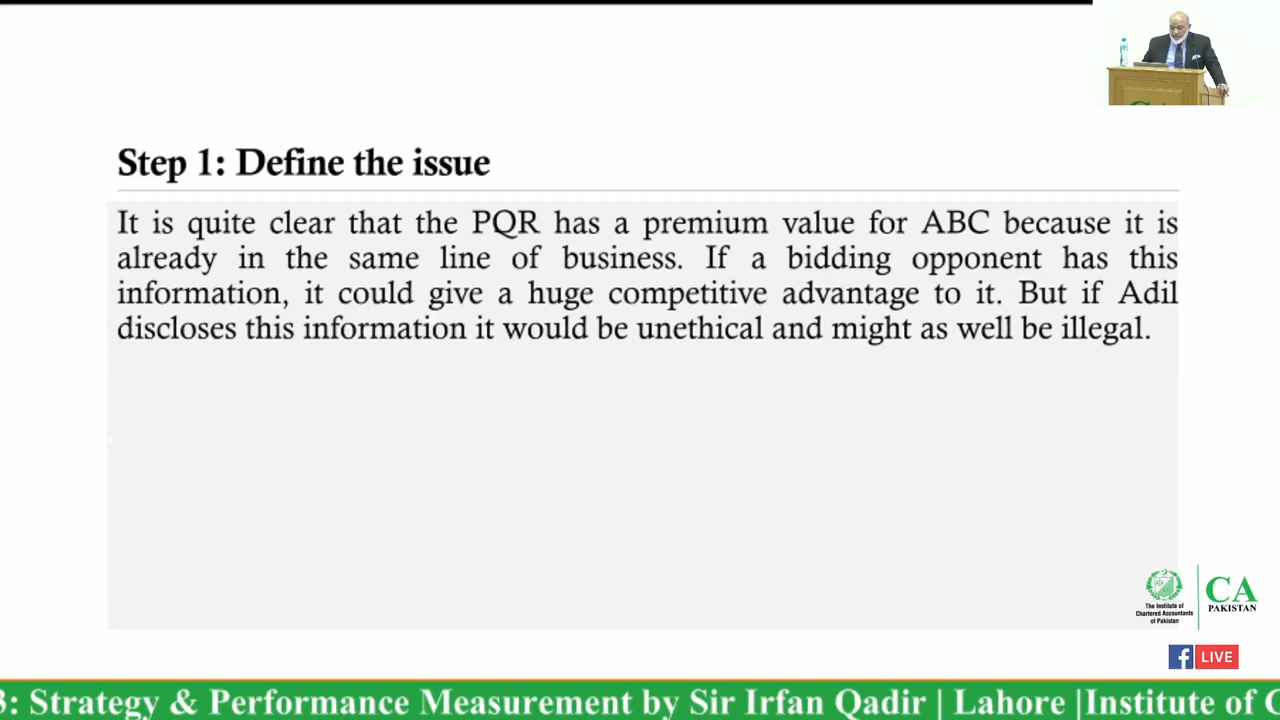 Step 1: Define the issue
It is quite clear that the PQR has a premium value for ABC because it is
already in the same line of business. If a bidding opponent has this
information, it could give a huge competitive advantage to it. But if Adil
discloses this information it would be unethical and might as well be illegal.
The Institute of
Chartered Accountants
of Pakistan
CA
PAKISTAN
f LIVE
3: Strategy & Performance Measurement by Sir Irfan Qadir | Lahore |Institute of C